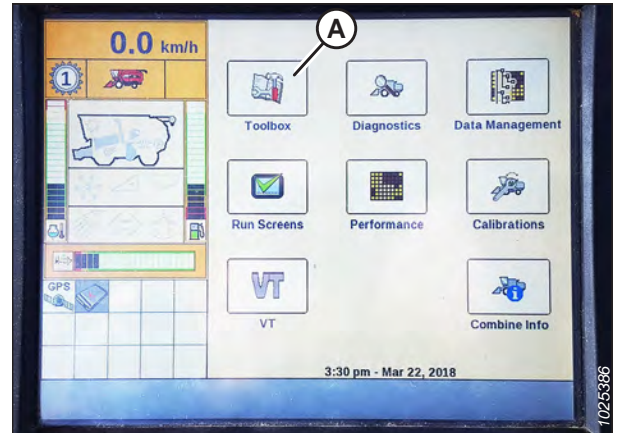 A
0.0 km/h
1
Toolbox
Diagnostics
Data Management
Run Screens
Performance
Calibrations
GPS
VT
VT
Combine Info
3:30 pm - Mar 22, 2018
1025386